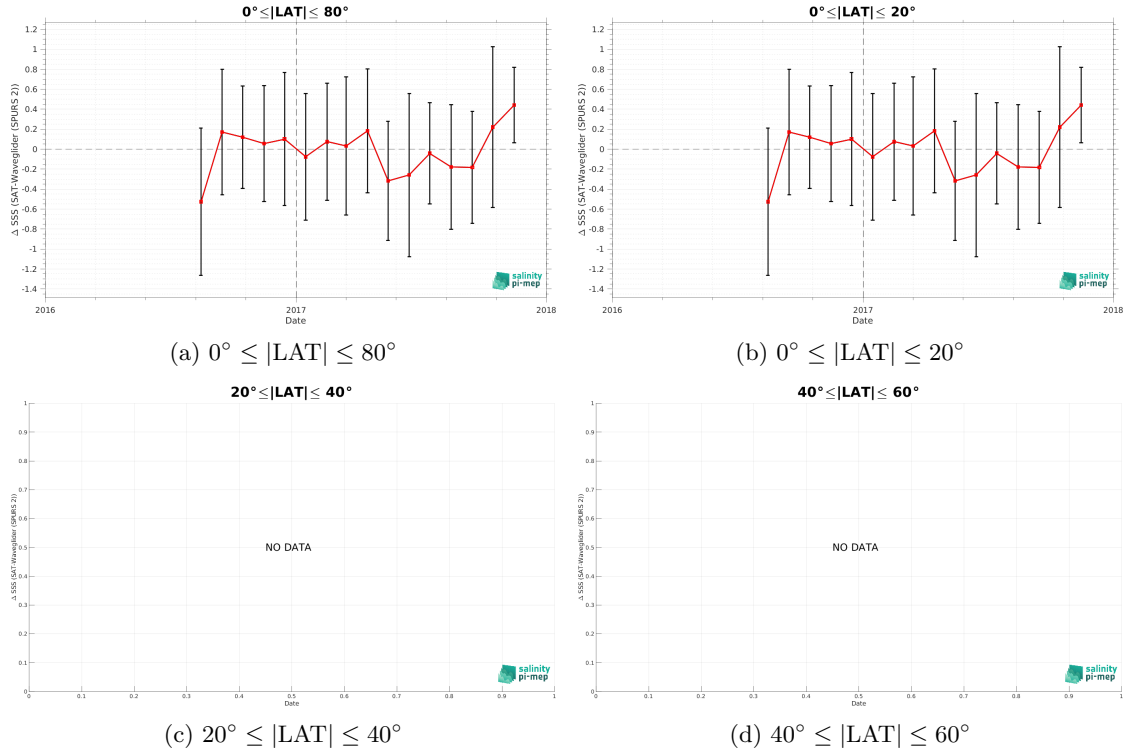 0°≤|LAT|≤ 80°
Δ SSS (SAT-Waveglider (SPURS 2))
1.2
1
0.8
0.6
0.4
0.2
0
-0.2
-0.4
-0.6
-0.8
-1
-1.2
-1.4
2016
2017
2018
Date
salinity
pi-mep
(a) 0° ≤ |LAT| ≤ 80°
0°≤|LAT|≤ 20°
Δ SSS (SAT-Waveglider (SPURS 2))
1.2
1
0.8
0.6
0.4
0.2
0
-0.2
-0.4
-0.6
-0.8
-1
-1.2
-1.4
2016
2017
2018
Date
salinity
pi-mep
(b) 0° ≤ |LAT| ≤ 20°
20°≤|LAT|≤ 40°
Δ SSS (SAT-Waveglider (SPURS 2))
1
0.9
0.8
0.7
0.6
0.5
0.4
0.3
0.2
0.1
0
NO DATA
0 0.1 0.2 0.3 0.4 0.5 0.6 0.7 0.8 0.9 1
Date
salinity
pi-mep
(c) 20° ≤ |LAT| ≤ 40°
40°≤|LAT|≤ 60°
Δ SSS (SAT-Waveglider (SPURS 2))
1
0.9
0.8
0.7
0.6
0.5
0.4
0.3
0.2
0.1
0
NO DATA
0 0.1 0.2 0.3 0.4 0.5 0.6 0.7 0.8 0.9 1
Date
salinity
pi-mep
(d) 40° ≤ |LAT| ≤ 60°